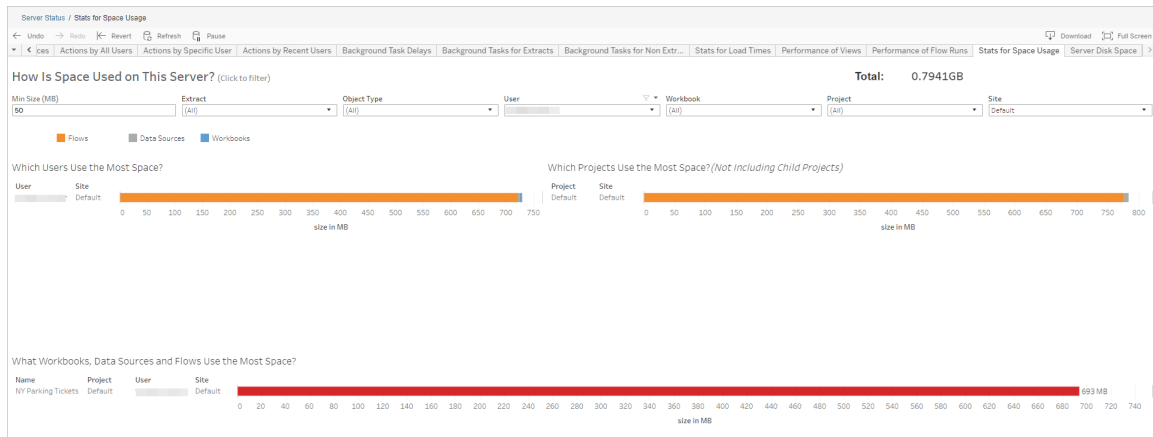 Server Status / Stats for Space Usage
← Undo → Redo Revert Refresh Pause Download Full Screen
ces Actions by All Users Actions by Specific User Actions by Recent Users Background Task Delays Background Tasks for Extracts Background Tasks for Non Extr... Stats for Load Times Performance of Views Performance of Flow Runs Stats for Space Usage Server Disk Space
How Is Space Used on This Server? (Click to filter) Total: 0.7941GB
Min Size (MB) Extract Object Type User Workbook Project Site
50 (All) (All) (All) (All) Default
Flows Data Sources Workbooks
Which Users Use the Most Space? Which Projects Use the Most Space?(Not Including Child Projects)
User Site Project Site
Default Default Default
0 50 100 150 200 250 300 350 400 450 500 550 600 650 700 750 0 50 100 150 200 250 300 350 400 450 500 550 600 650 700 750 800
size in MB size in MB
What Workbooks, Data Sources and Flows Use the Most Space?
Name Project User Site
NY Parking Tickets Default Default 693 MB
0 20 40 60 80 100 120 140 160 180 200 220 240 260 280 300 320 340 360 380 400 420 440 460 480 500 520 540 560 580 600 620 640 660 680 700 720 740
size in MB